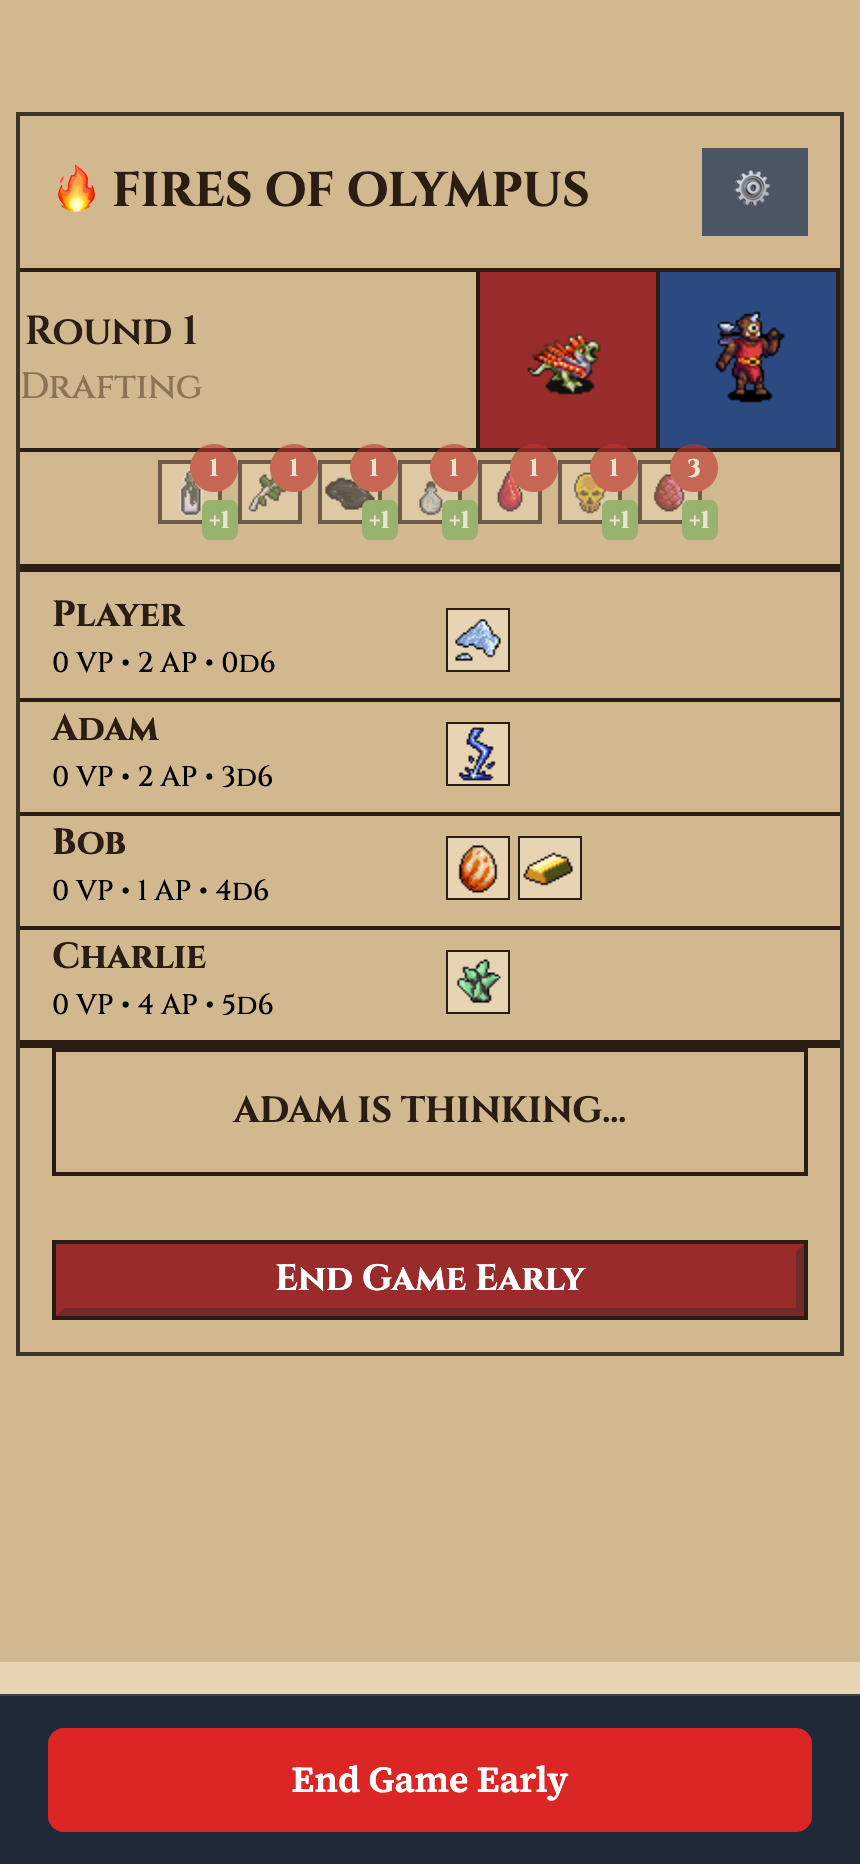 FIRES OF OLYMPUS
Round 1
Drafting
1 1 1 1 1 1 3
+1 +1 +1 +1 +1
Player
0 VP • 2 AP • 0D6
Adam
0 VP • 2 AP • 3D6
Bob
0 VP • 1 AP • 4D6
Charlie
0 VP • 4 AP • 5D6
ADAM IS THINKING...
End Game Early
End Game Early